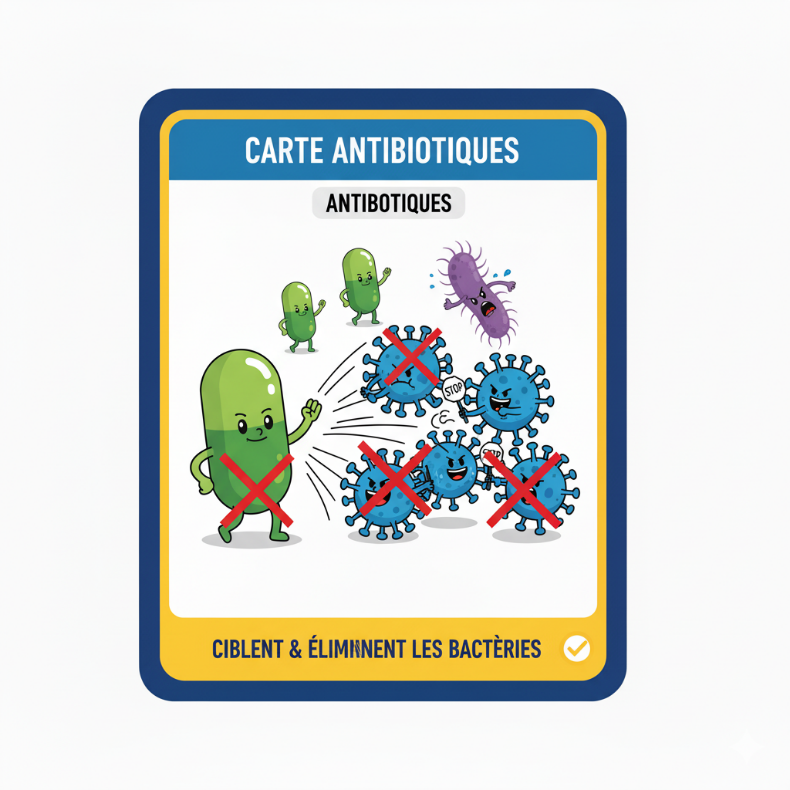 CARTE ANTIBIOTIQUES
ANTIBOTIQUES
STOP
CIBLENT & ÉLIMINNENT LES BACTÈRIES